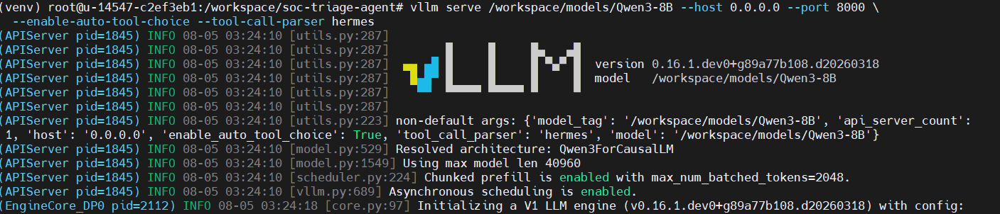 (venv) root@u-14547-c2ef3eb1:/workspace/soc-triage-agent# vllm serve /workspace/models/Qwen3-8B --host 0.0.0.0 --port 8000 \
  --enable-auto-tool-choice --tool-call-parser hermes
(APIServer pid=1845) INFO 08-05 03:24:10 [utils.py:287]
(APIServer pid=1845) INFO 08-05 03:24:10 [utils.py:287]
(APIServer pid=1845) INFO 08-05 03:24:10 [utils.py:287] vLLM version 0.16.1.dev0+g89a77b108.d20260318
(APIServer pid=1845) INFO 08-05 03:24:10 [utils.py:287] model /workspace/models/Qwen3-8B
(APIServer pid=1845) INFO 08-05 03:24:10 [utils.py:287]
(APIServer pid=1845) INFO 08-05 03:24:10 [utils.py:287]
(APIServer pid=1845) INFO 08-05 03:24:10 [utils.py:223] non-default args: {'model_tag': '/workspace/models/Qwen3-8B', 'api_server_count':
 1, 'host': '0.0.0.0', 'enable_auto_tool_choice': True, 'tool_call_parser': 'hermes', 'model': '/workspace/models/Qwen3-8B'}
(APIServer pid=1845) INFO 08-05 03:24:10 [model.py:529] Resolved architecture: Qwen3ForCausalLM
(APIServer pid=1845) INFO 08-05 03:24:10 [model.py:1549] Using max model len 40960
(APIServer pid=1845) INFO 08-05 03:24:10 [scheduler.py:224] Chunked prefill is enabled with max_num_batched_tokens=2048.
(APIServer pid=1845) INFO 08-05 03:24:10 [vllm.py:689] Asynchronous scheduling is enabled.
(EngineCore_DP0 pid=2112) INFO 08-05 03:24:18 [core.py:97] Initializing a V1 LLM engine (v0.16.1.dev0+g89a77b108.d20260318) with config: